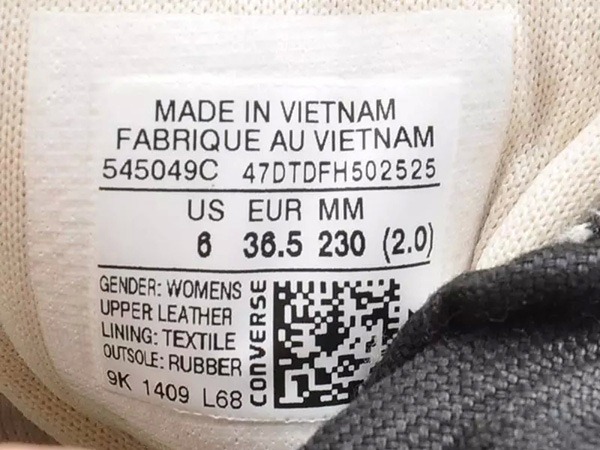 MADE IN VIETNAM
FABRIQUE AU VIETNAM
545049C 47DTDFH502525
US EUR MM
6 36.5 230 (2.0)
GENDER: WOMENS
UPPER LEATHER
LINING: TEXTILE
OUTSOLE: RUBBER
9K 1409 L68
CONVERSE